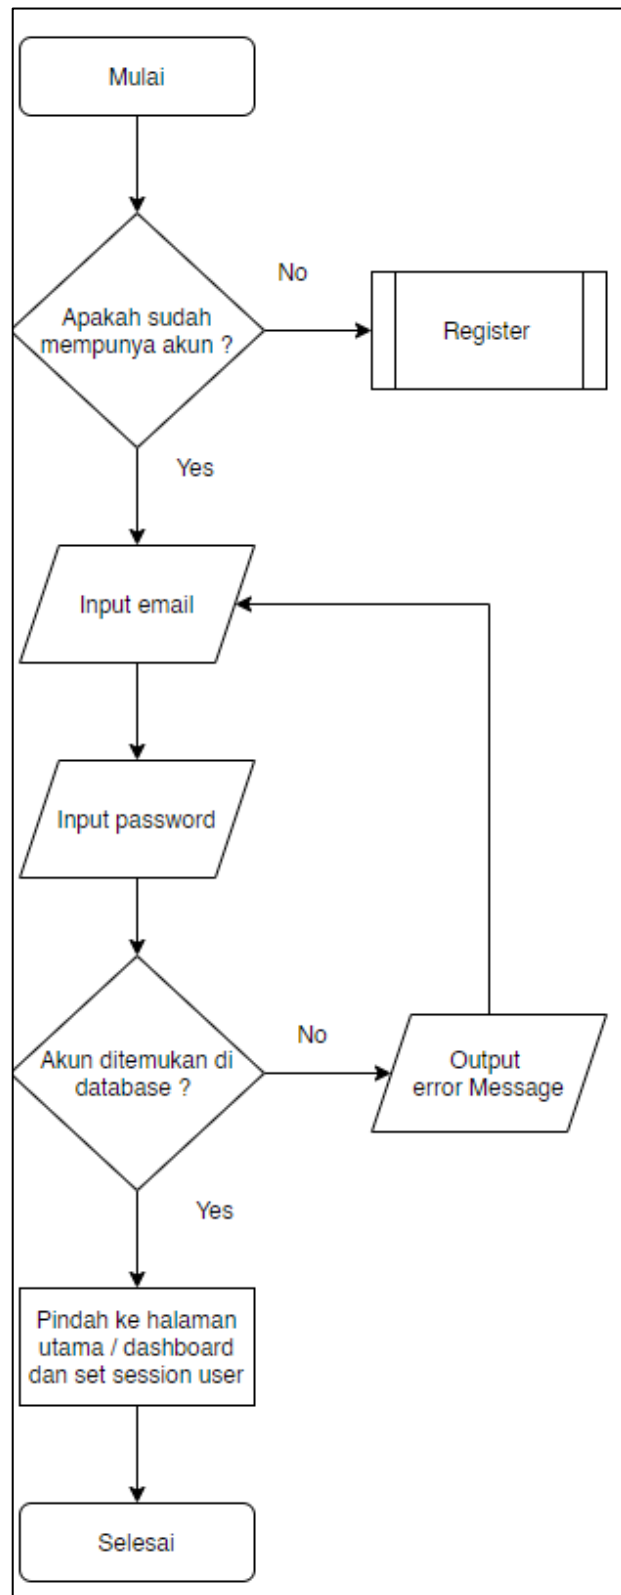 Mulai
Apakah sudah
mempunya akun ?
No
Register
Yes
Input email
Input password
Akun ditemukan di
database ?
No
Output
error Message
Yes
Pindah ke halaman
utama / dashboard
dan set session user
Selesai